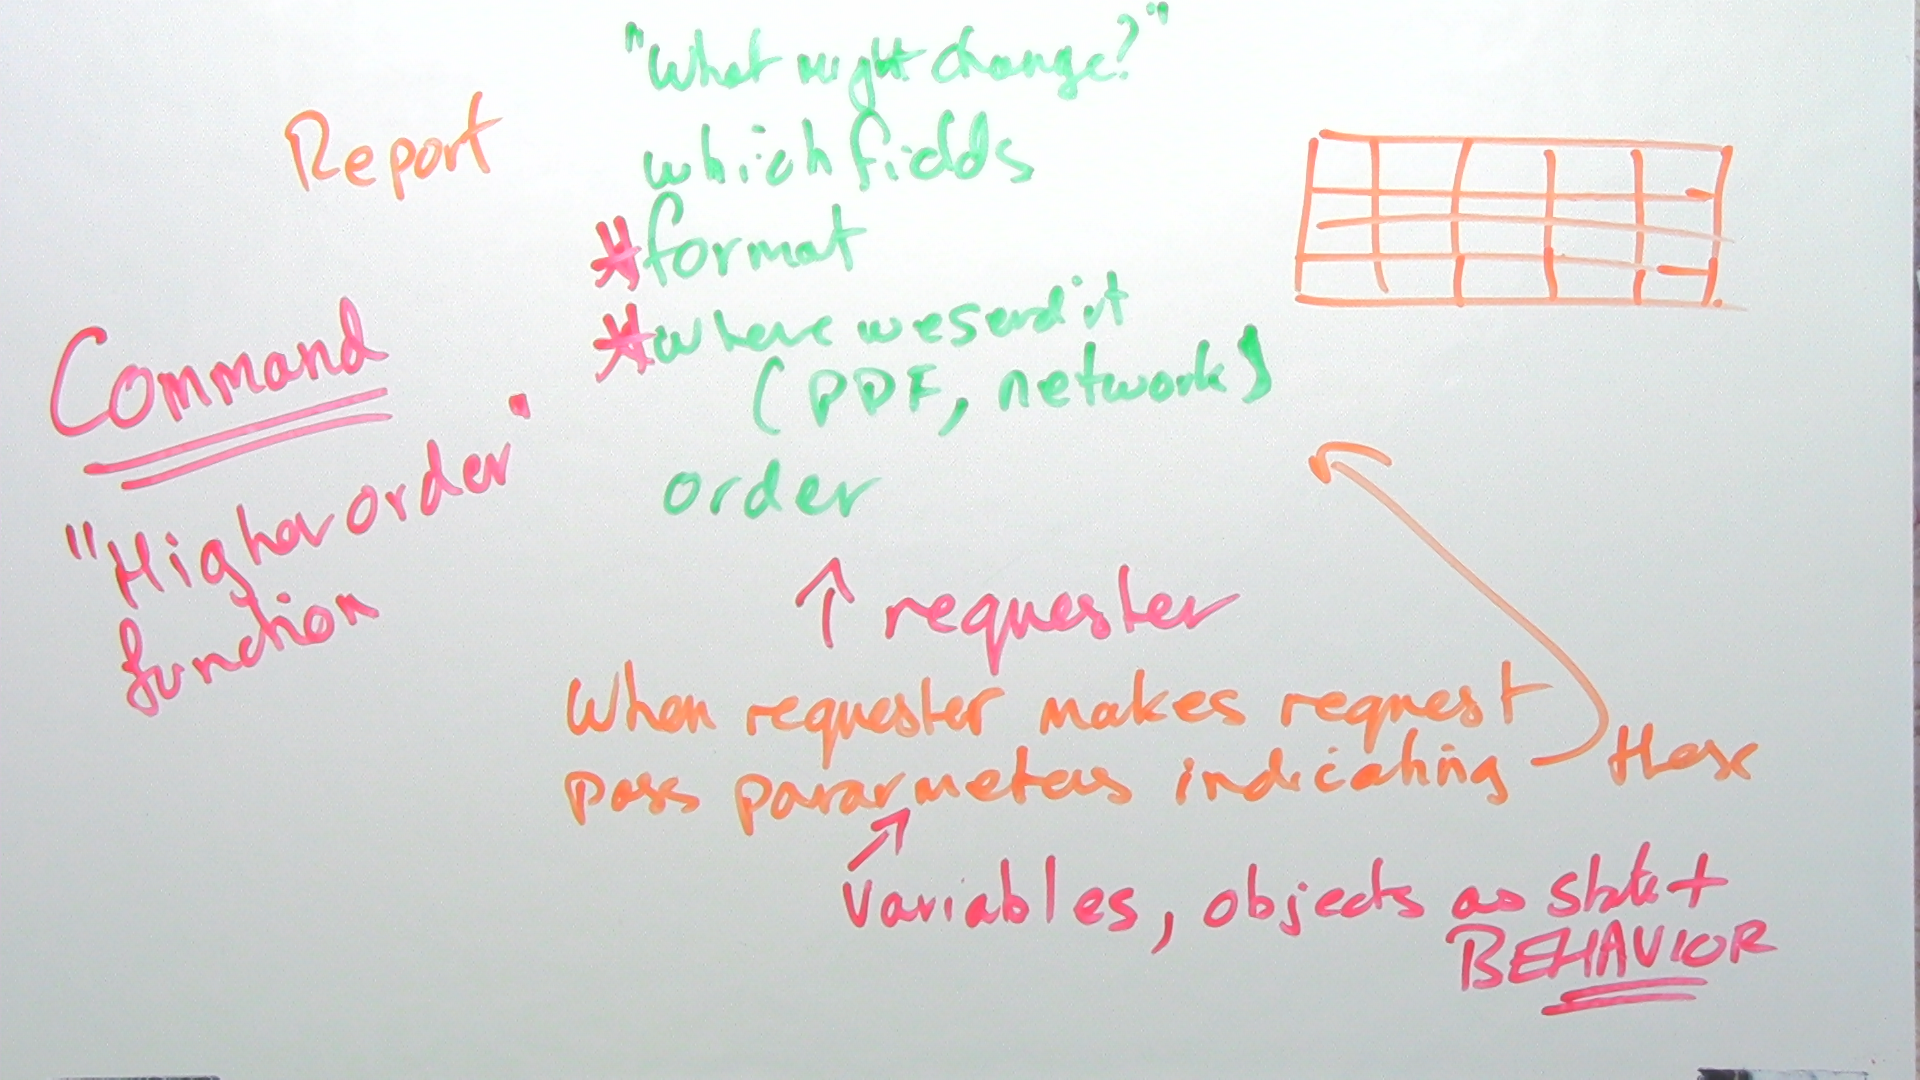 "What might change?"
Report
which fields
*format
*where we send it
(PDF, network)
order
Command
"Higher order"
function
↑ requester
When requester makes request
pass pararmeters indicating these
variables, objects as state +
BEHAVIOR